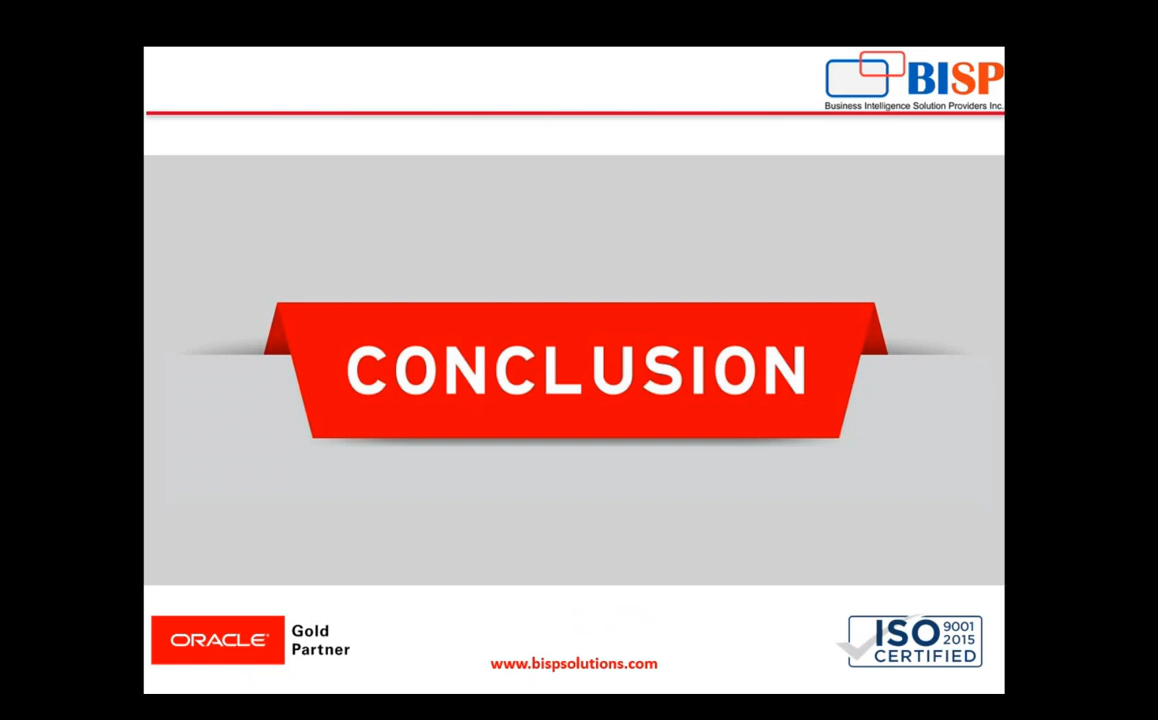 BISP
Business Intelligence Solution Providers Inc.
CONCLUSION
ORACLE®
Gold
Partner
www.bispsolutions.com
ISO 9001
2015
CERTIFIED